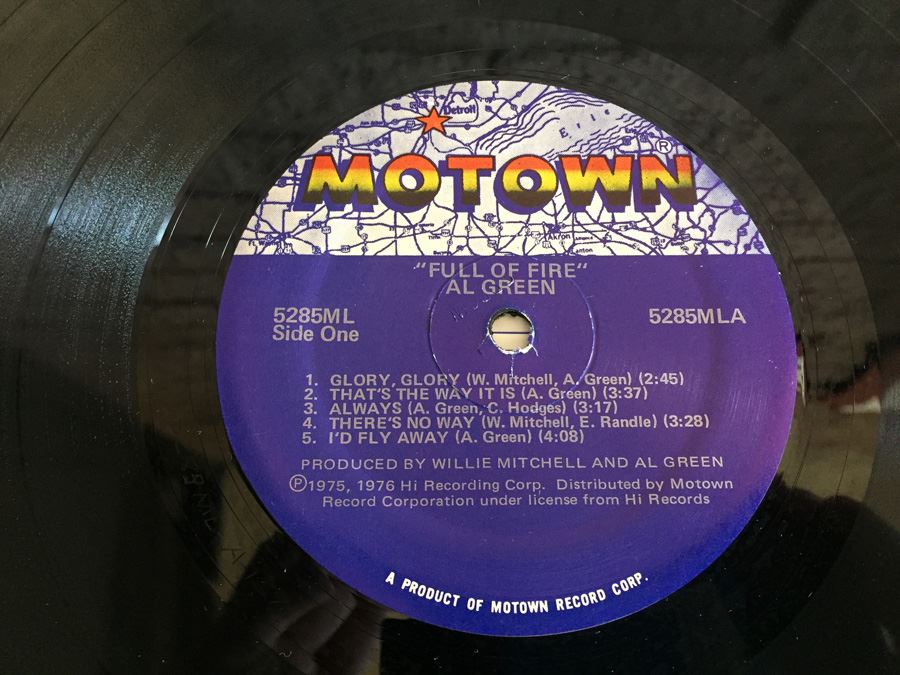 Detroit
Erie
MOTOWN®
Akron
"FULL OF FIRE"
AL GREEN
5285ML
Side One
5285MLA
1. GLORY, GLORY (W. Mitchell, A. Green) (2:45)
2. THAT'S THE WAY IT IS (A. Green) (3:37)
3. ALWAYS (A. Green, C. Hodges) (3:17)
4. THERE'S NO WAY (W. Mitchell, E. Randle) (3:28)
5. I'D FLY AWAY (A. Green) (4:08)
PRODUCED BY WILLIE MITCHELL AND AL GREEN
℗1975, 1976 Hi Recording Corp. Distributed by Motown
Record Corporation under license from Hi Records
A PRODUCT OF MOTOWN RECORD CORP.